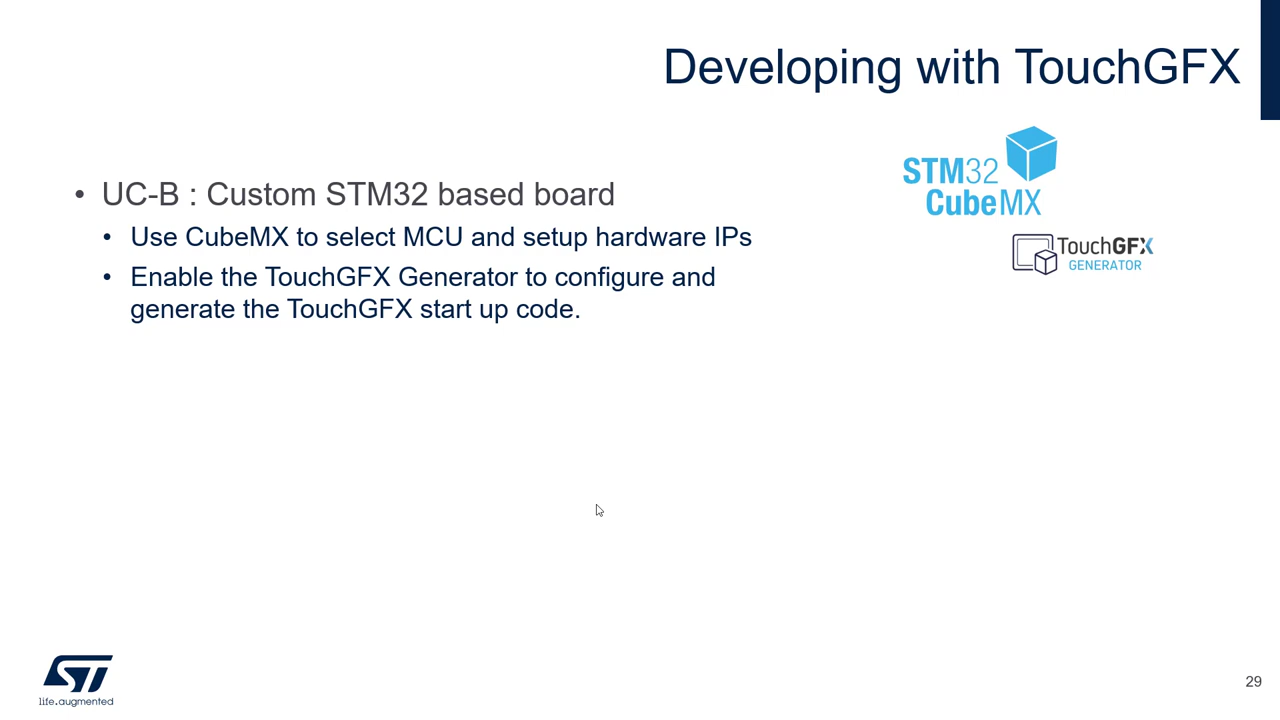 Developing with TouchGFX
STM32
CubeMX
TouchGFX
GENERATOR
• UC-B : Custom STM32 based board
• Use CubeMX to select MCU and setup hardware IPs
• Enable the TouchGFX Generator to configure and
generate the TouchGFX start up code.
ST
life.augmented
29